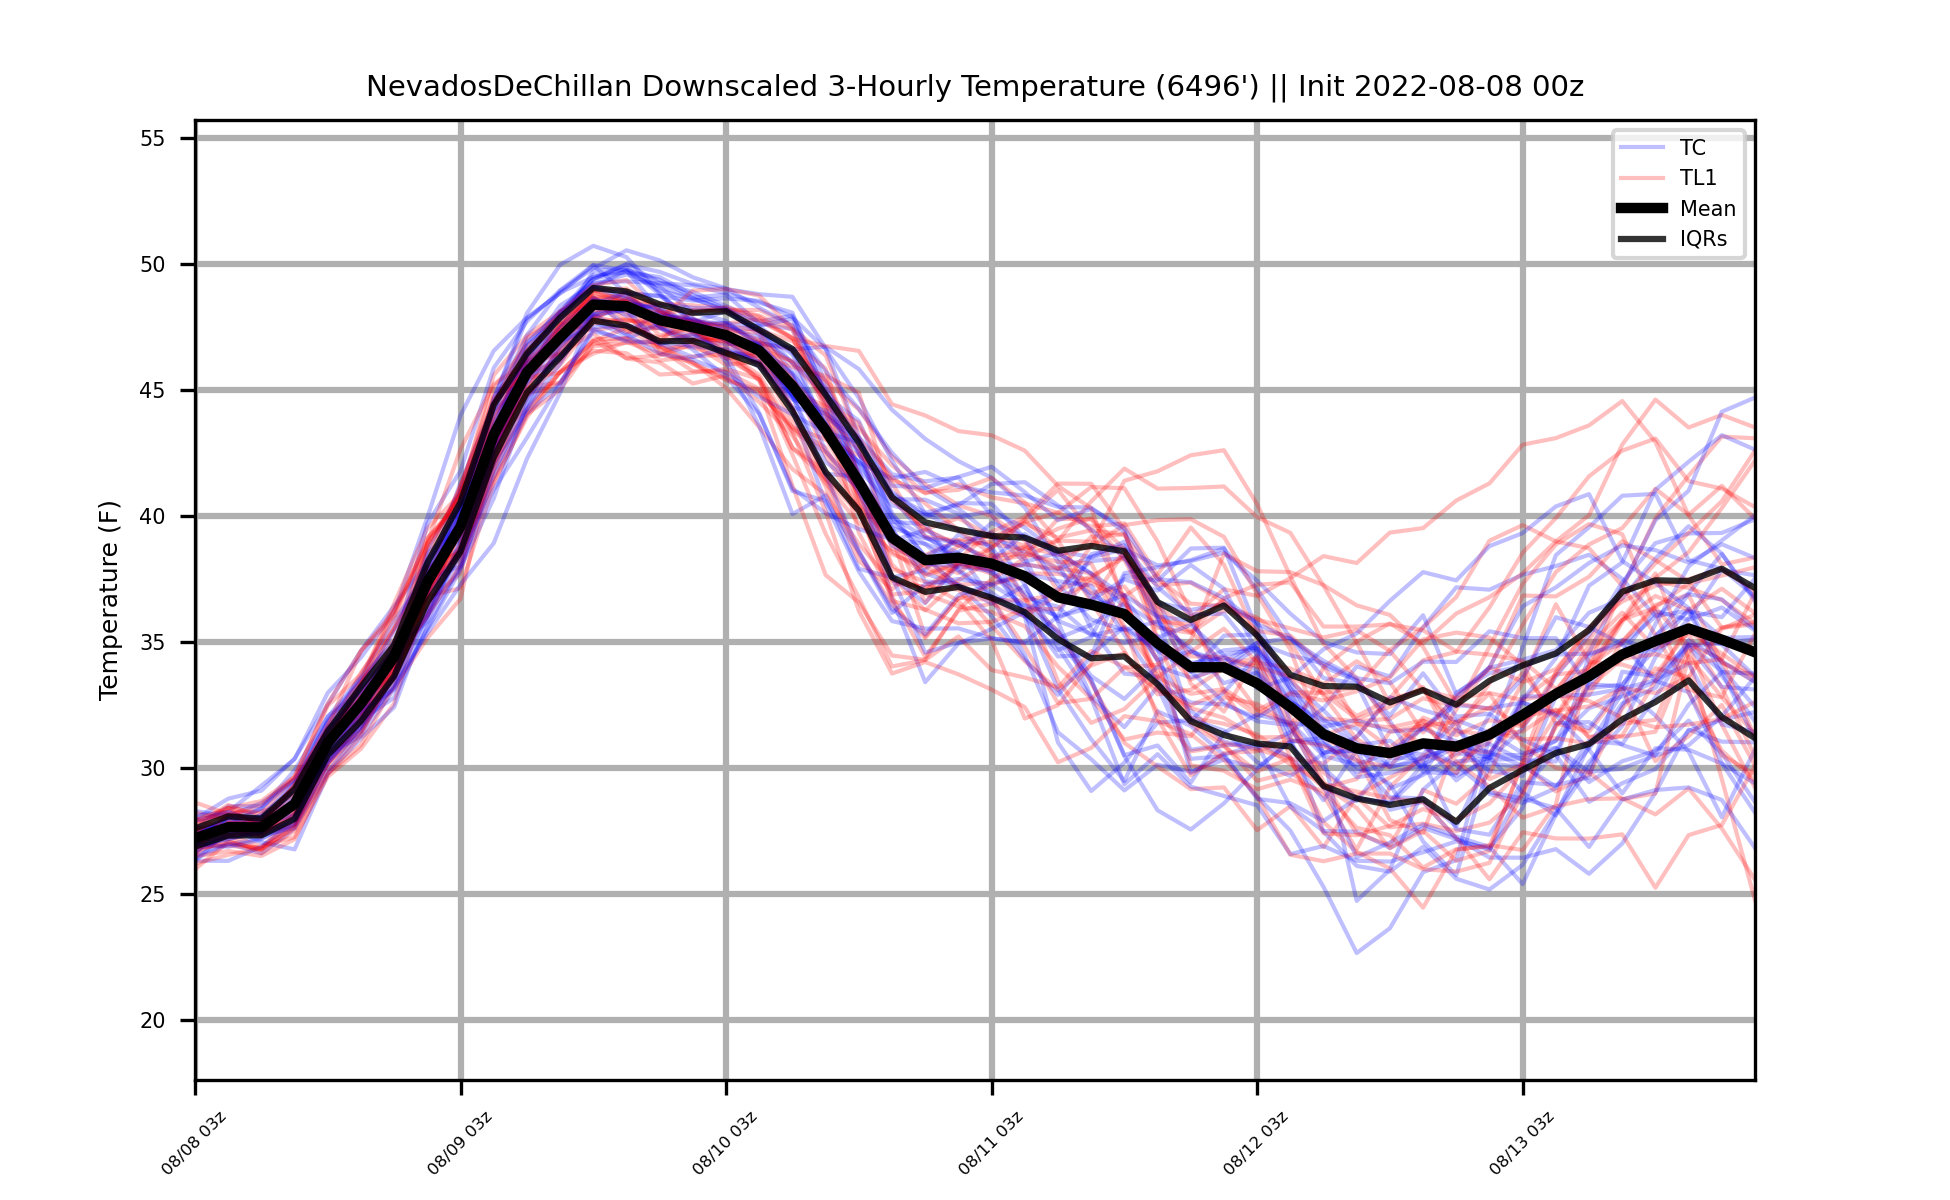 NevadosDeChillan Downscaled 3-Hourly Temperature (6496') || Init 2022-08-08 00z
55
50
45
40
35
30
25
20
Temperature (F)
TC
TL1
Mean
IQRs
08/08 03z
08/09 03z
08/10 03z
08/11 03z
08/12 03z
08/13 03z